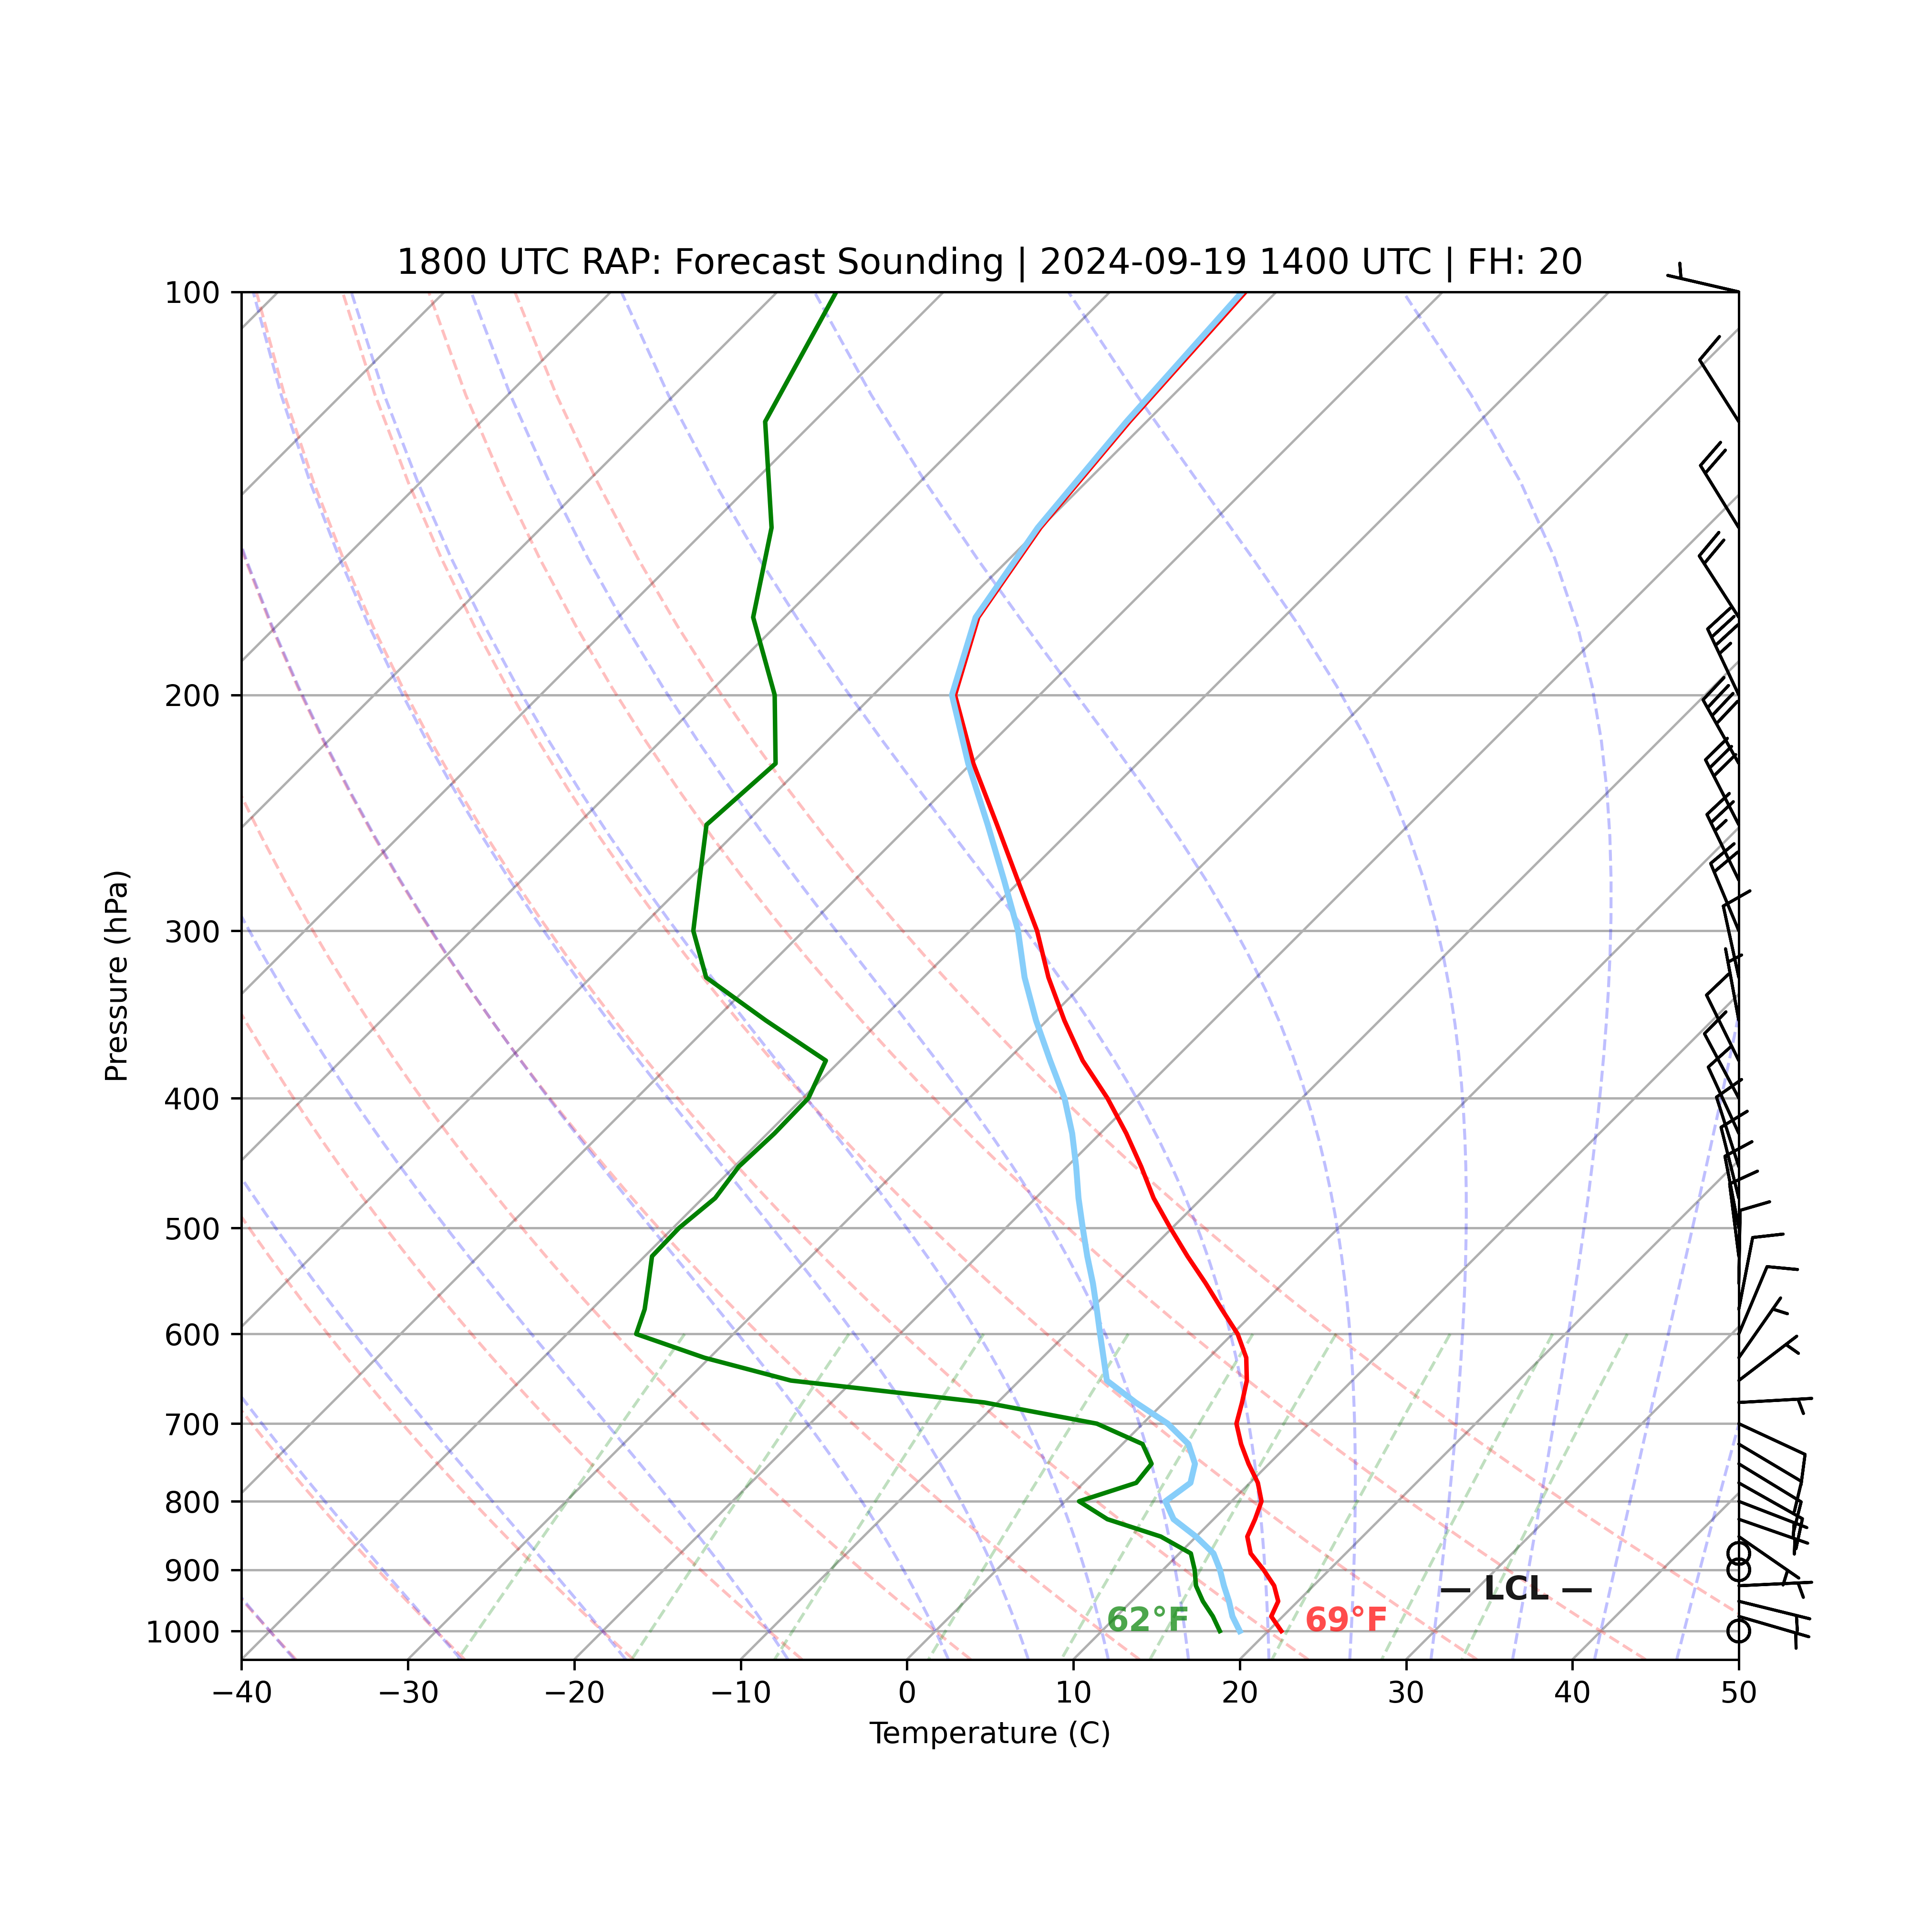 1800 UTC RAP: Forecast Sounding | 2024-09-19 1400 UTC | FH: 20
100
200
300
400
500
600
700
800
900
1000
Pressure (hPa)
— LCL —
62°F
69°F
−40 −30 −20 −10 0 10 20 30 40 50
Temperature (C)